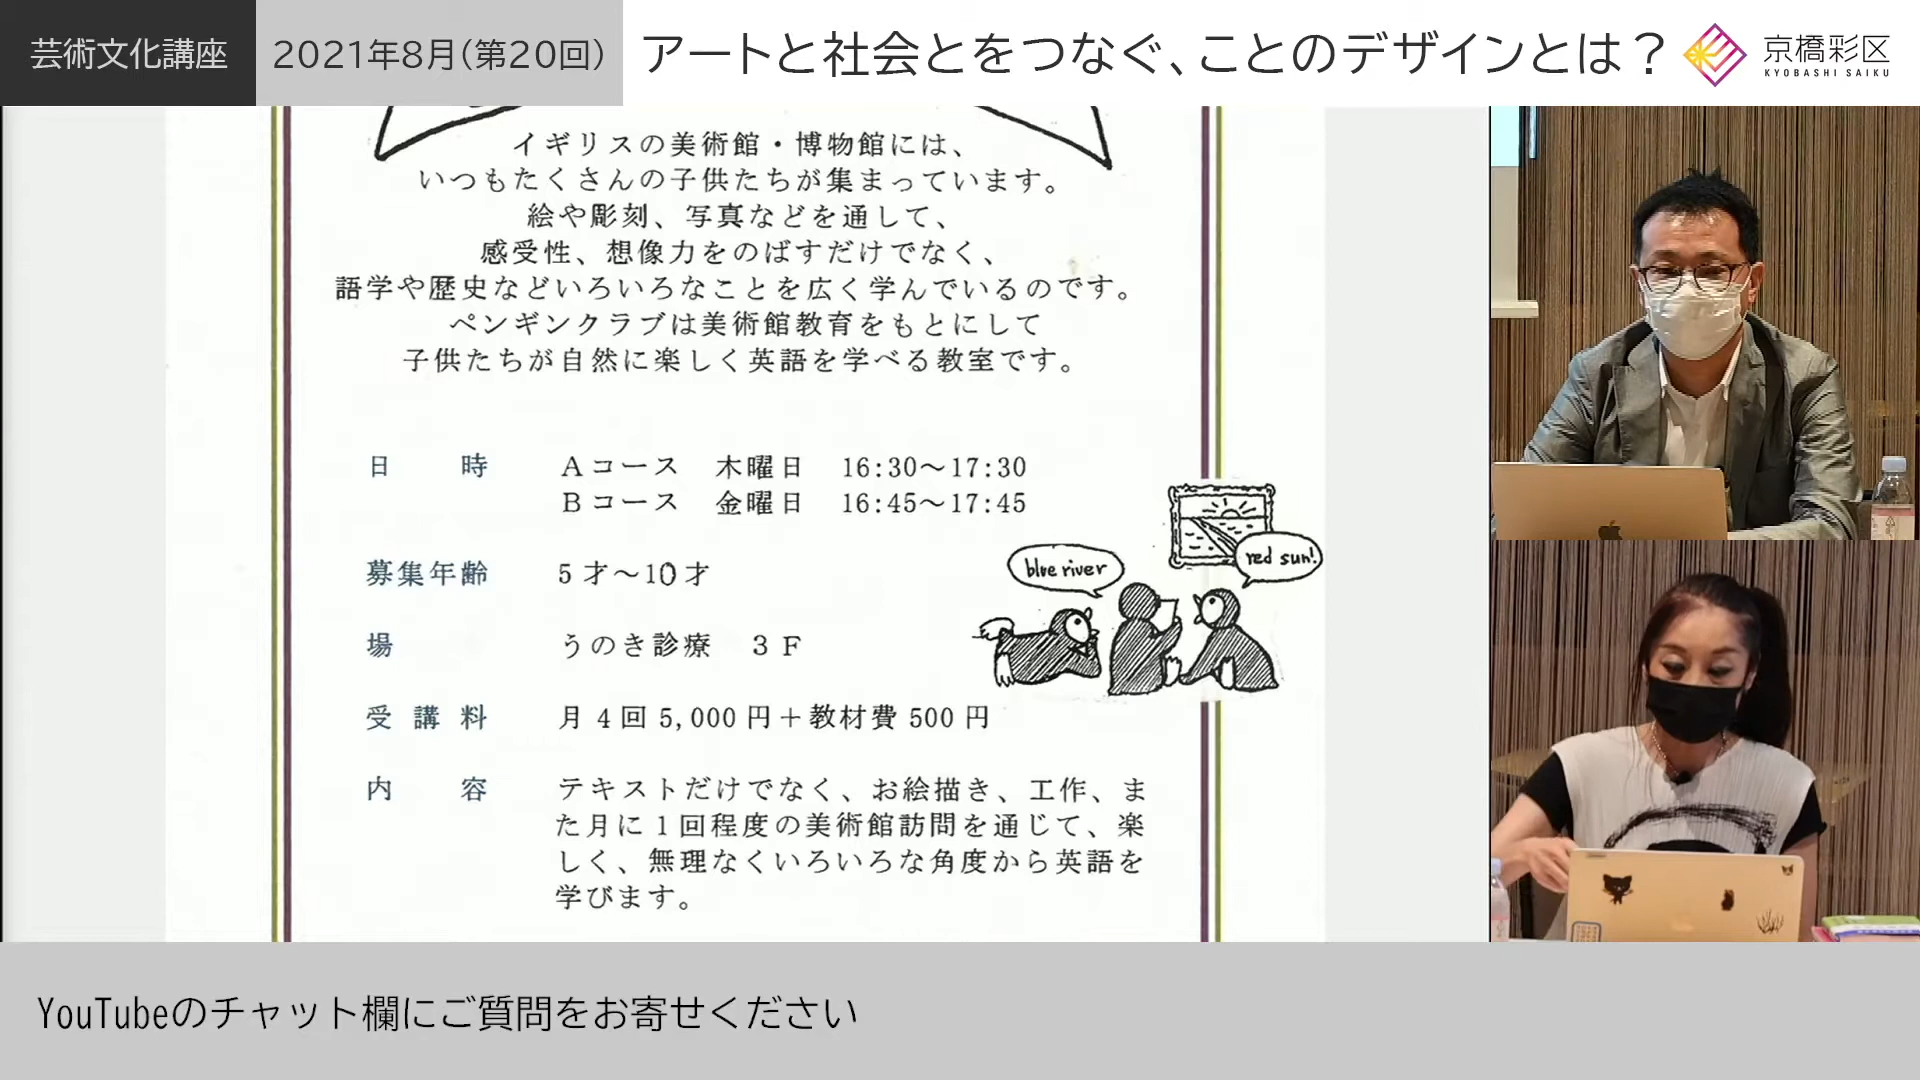 芸術文化講座
2021年8月(第20回)
アートと社会とをつなぐ、ことのデザインとは？
京橋彩区
KYOBASHI SAIKU
イギリスの美術館・博物館には、
いつもたくさんの子供たちが集まっています。
絵や彫刻、写真などを通して、
感受性、想像力をのばすだけでなく、
語学や歴史などいろいろなことを広く学んでいるのです。
ペンギンクラブは美術館教育をもとにして
子供たちが自然に楽しく英語を学べる教室です。
日時 Aコース 木曜日 16:30～17:30
Bコース 金曜日 16:45～17:45
募集年齢 5才～10才
場 うのき診療 3F
受講料 月4回5,000円＋教材費500円
内容 テキストだけでなく、お絵描き、工作、ま
た月に1回程度の美術館訪問を通じて、楽
しく、無理なくいろいろな角度から英語を
学びます。
blue river
red sun!
YouTubeのチャット欄にご質問をお寄せください